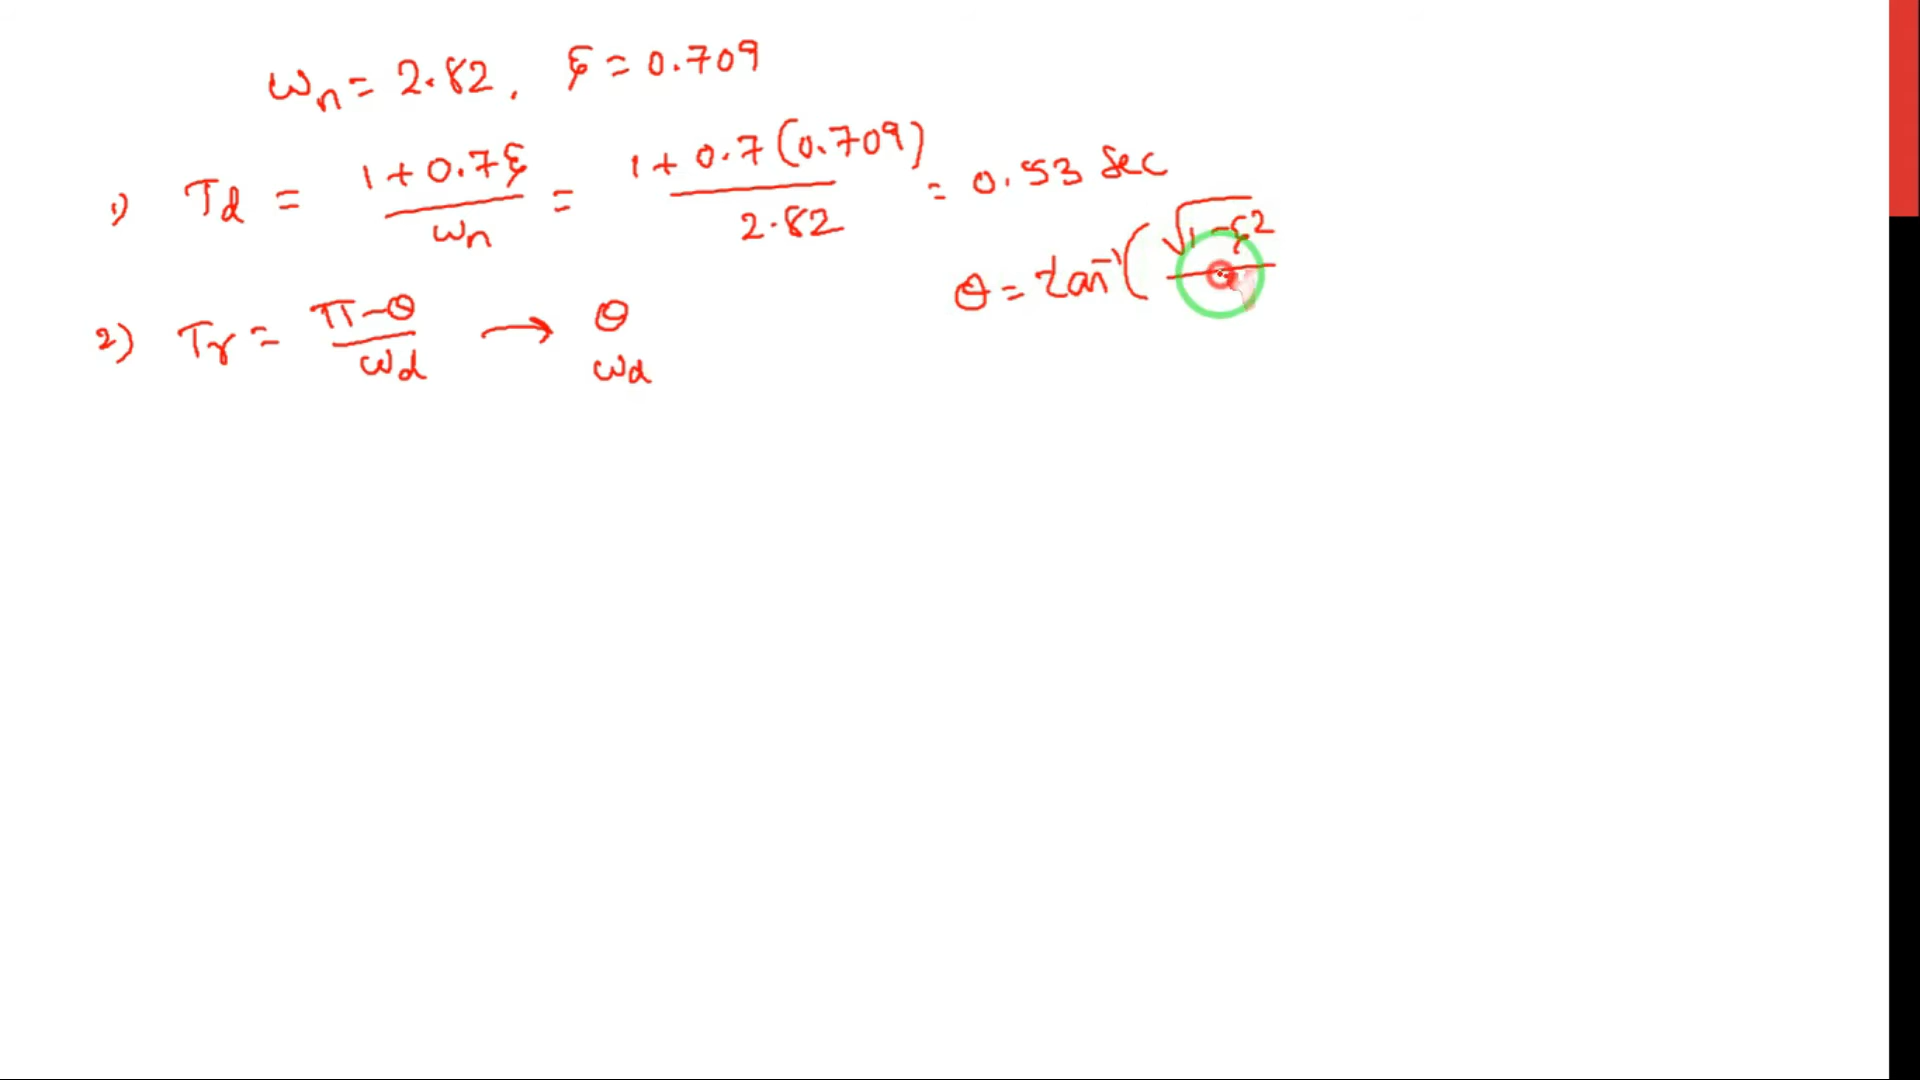 ωn = 2.82, ξ = 0.709
1) Td = (1 + 0.7ξ)/ωn = (1 + 0.7(0.709))/2.82 = 0.53 sec
θ = tan⁻¹( √(1-ξ²)/
2) Tr = (π-θ)/ωd → θ
ωd